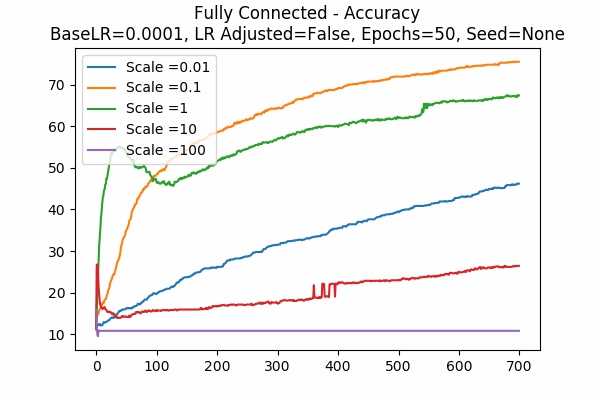 Fully Connected - Accuracy
BaseLR=0.0001, LR Adjusted=False, Epochs=50, Seed=None
Scale =0.01
Scale =0.1
Scale =1
Scale =10
Scale =100
70
60
50
40
30
20
10
0 100 200 300 400 500 600 700